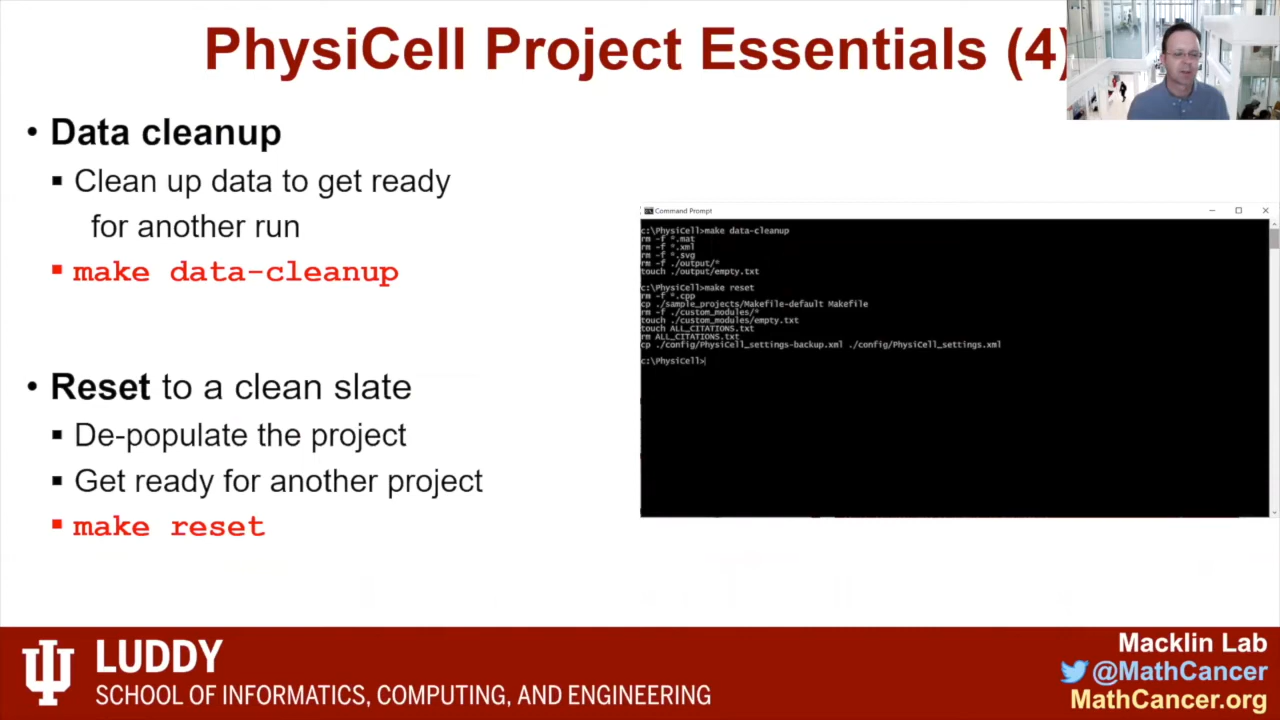 PhysiCell Project Essentials (4)
• Data cleanup
▪ Clean up data to get ready
for another run
▪ make data-cleanup
• Reset to a clean slate
▪ De-populate the project
▪ Get ready for another project
▪ make reset
Command Prompt
c:\PhysiCell>make data-cleanup
rm -f *.mat
rm -f *.xml
rm -f *.svg
rm -f ./output/*
touch ./output/empty.txt
c:\PhysiCell>make reset
rm -f *.cpp
cp ./sample_projects/Makefile-default Makefile
rm -f ./custom_modules/*
touch ./custom_modules/empty.txt
touch ALL_CITATIONS.txt
rm ALL_CITATIONS.txt
cp ./config/PhysiCell_settings-backup.xml ./config/PhysiCell_settings.xml
c:\PhysiCell>
LUDDY
SCHOOL OF INFORMATICS, COMPUTING, AND ENGINEERING
Macklin Lab
@MathCancer
MathCancer.org